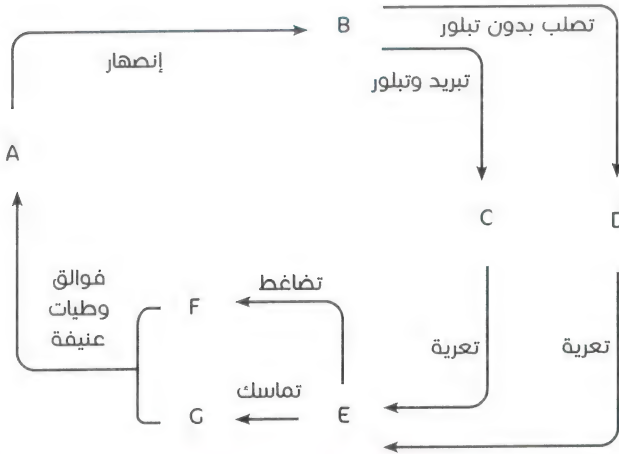 B
تصلب بدون تبلور
إنصهار
تبريد وتبلور
A
C
D
فوالق
وطيات
عنيفة
F
تضاغط
تعرية
تعرية
تماسك
G
E